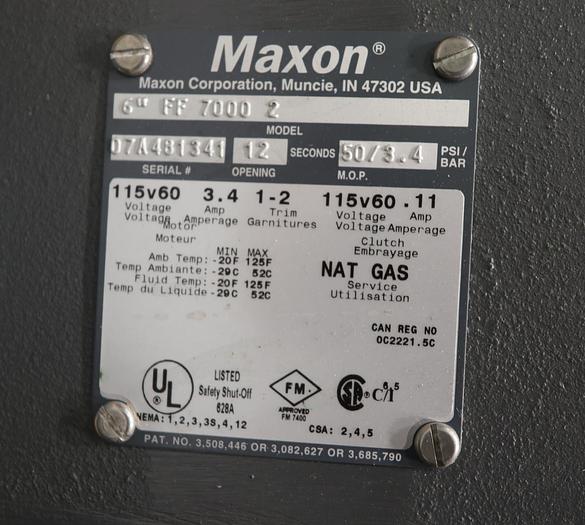 Maxon®
Maxon Corporation, Muncie, IN 47302 USA
6" FF 7000 2
MODEL
07A481341 12 SECONDS 50/3.4 PSI/BAR
SERIAL # OPENING M.O.P.
115v60 3.4 1-2 115v60 .11
Voltage Amp Trim Voltage Amp
Voltage Amperage Garnitures Voltage Amperage
Motor Clutch
Moteur Embrayage
MIN MAX
Amb Temp: -20F 125F
Temp Ambiante: -29C 52C
Fluid Temp: -20F 125F
Temp du Liquide -29C 52C
NAT GAS
Service
Utilisation
CAN REG NO
0C2221.5C
UL ®
LISTED
Safety Shut-Off
628A
FM
APPROVED
FM 7400
SA ® C/I 6.5
NEMA: 1,2,3,3S,4,12 CSA: 2,4,5
PAT. NO. 3,508,446 OR 3,082,627 OR 3,685,790